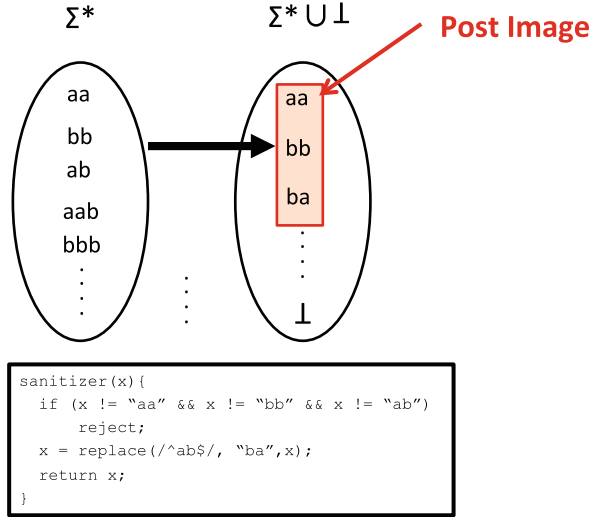 Σ*
Σ* ∪ ⊥
Post Image
aa
bb
ab
aab
bbb
aa
bb
ba
⊥
sanitizer(x){
if (x != “aa” && x != “bb” && x != “ab”)
reject;
x = replace(/^ab$/, “ba”,x);
return x;
}